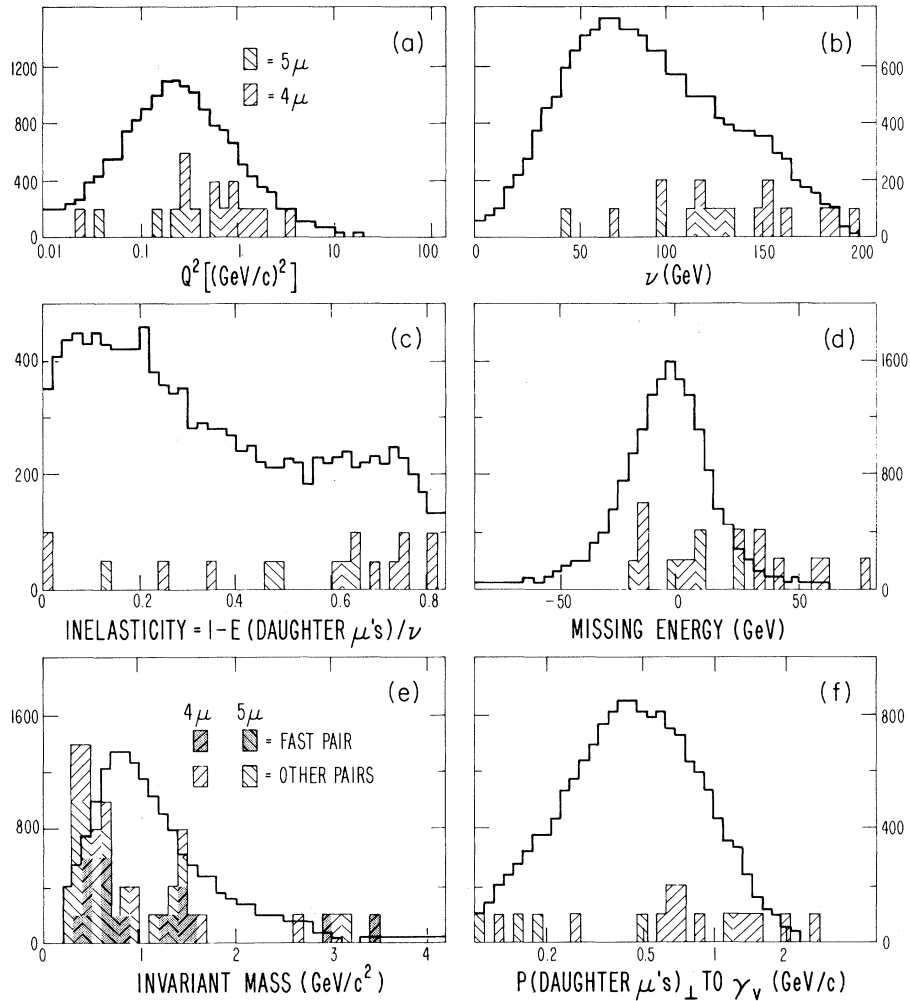 (a)
= 5μ
= 4μ
1200
800
400
0
0.01 0.1 1 10 100
Q²[(GeV/c)²]
(b)
600
400
200
0
0 50 100 150 200
ν(GeV)
(c)
400
200
0
0 0.2 0.4 0.6 0.8
INELASTICITY = 1-E (DAUGHTER μ's)/ν
(d)
1600
800
0
-50 0 50
MISSING ENERGY (GeV)
(e)
4μ 5μ
= FAST PAIR
= OTHER PAIRS
1600
800
0
0 1 2 3 4
INVARIANT MASS (GeV/c²)
(f)
800
400
0
0.2 0.5 1 2
P(DAUGHTER μ's)⊥ TO γᵥ (GeV/c)